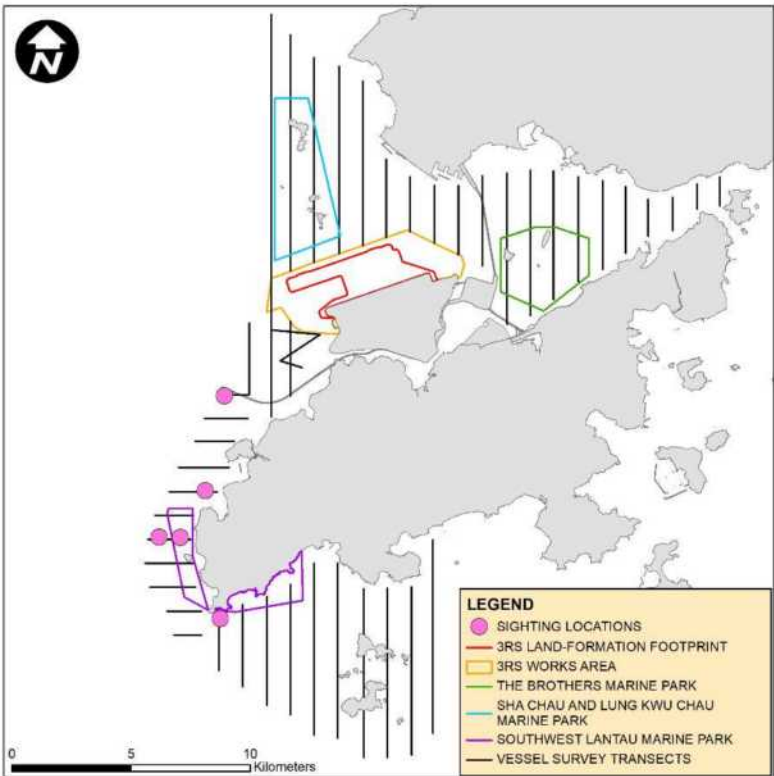 N
LEGEND
SIGHTING LOCATIONS
3RS LAND-FORMATION FOOTPRINT
3RS WORKS AREA
THE BROTHERS MARINE PARK
SHA CHAU AND LUNG KWU CHAU
MARINE PARK
SOUTHWEST LANTAU MARINE PARK
VESSEL SURVEY TRANSECTS
0 5 10
Kilometers